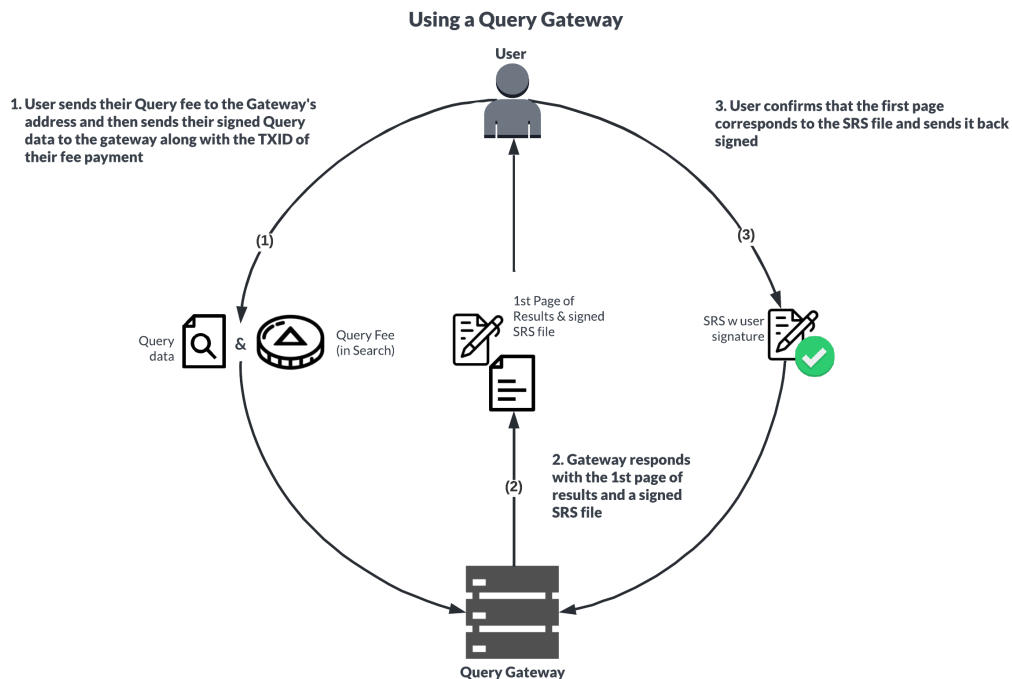 Using a Query Gateway
User
1. User sends their Query fee to the Gateway's
address and then sends their signed Query
data to the gateway along with the TXID of
their fee payment
3. User confirms that the first page
corresponds to the SRS file and sends it back
signed
(1)
(3)
Query
data
&
Query Fee
(in Search)
1st Page of
Results & signed
SRS file
SRS w user
signature
2. Gateway responds
with the 1st page of
results and a signed
SRS file
(2)
Query Gateway